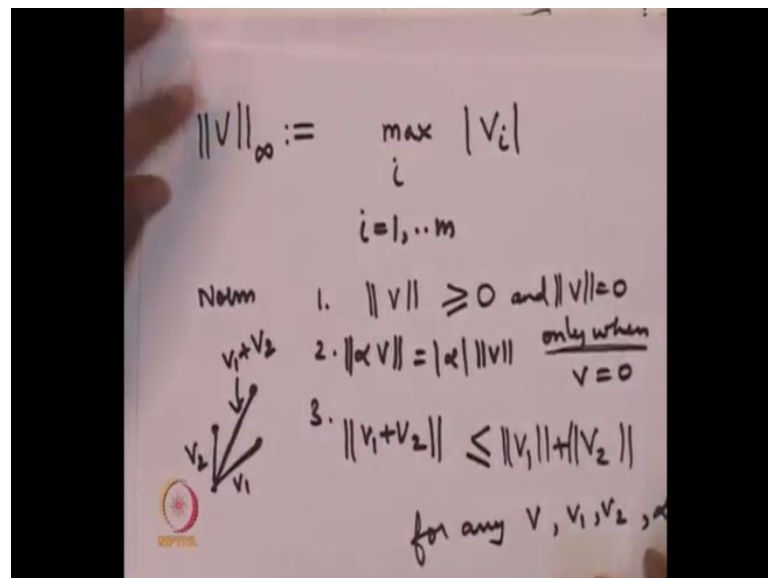 ‖V‖∞ := max |Vi|
i
i=1,..m
Norm 1. ‖V‖ ⩾ 0 and ‖V‖=0
only when
V=0
2. ‖αV‖ = |α| ‖V‖
3. ‖V1+V2‖ ≤ ‖V1‖+‖V2‖
V1+V2
V2
V1
for any V, V1, V2, α
NPTEL